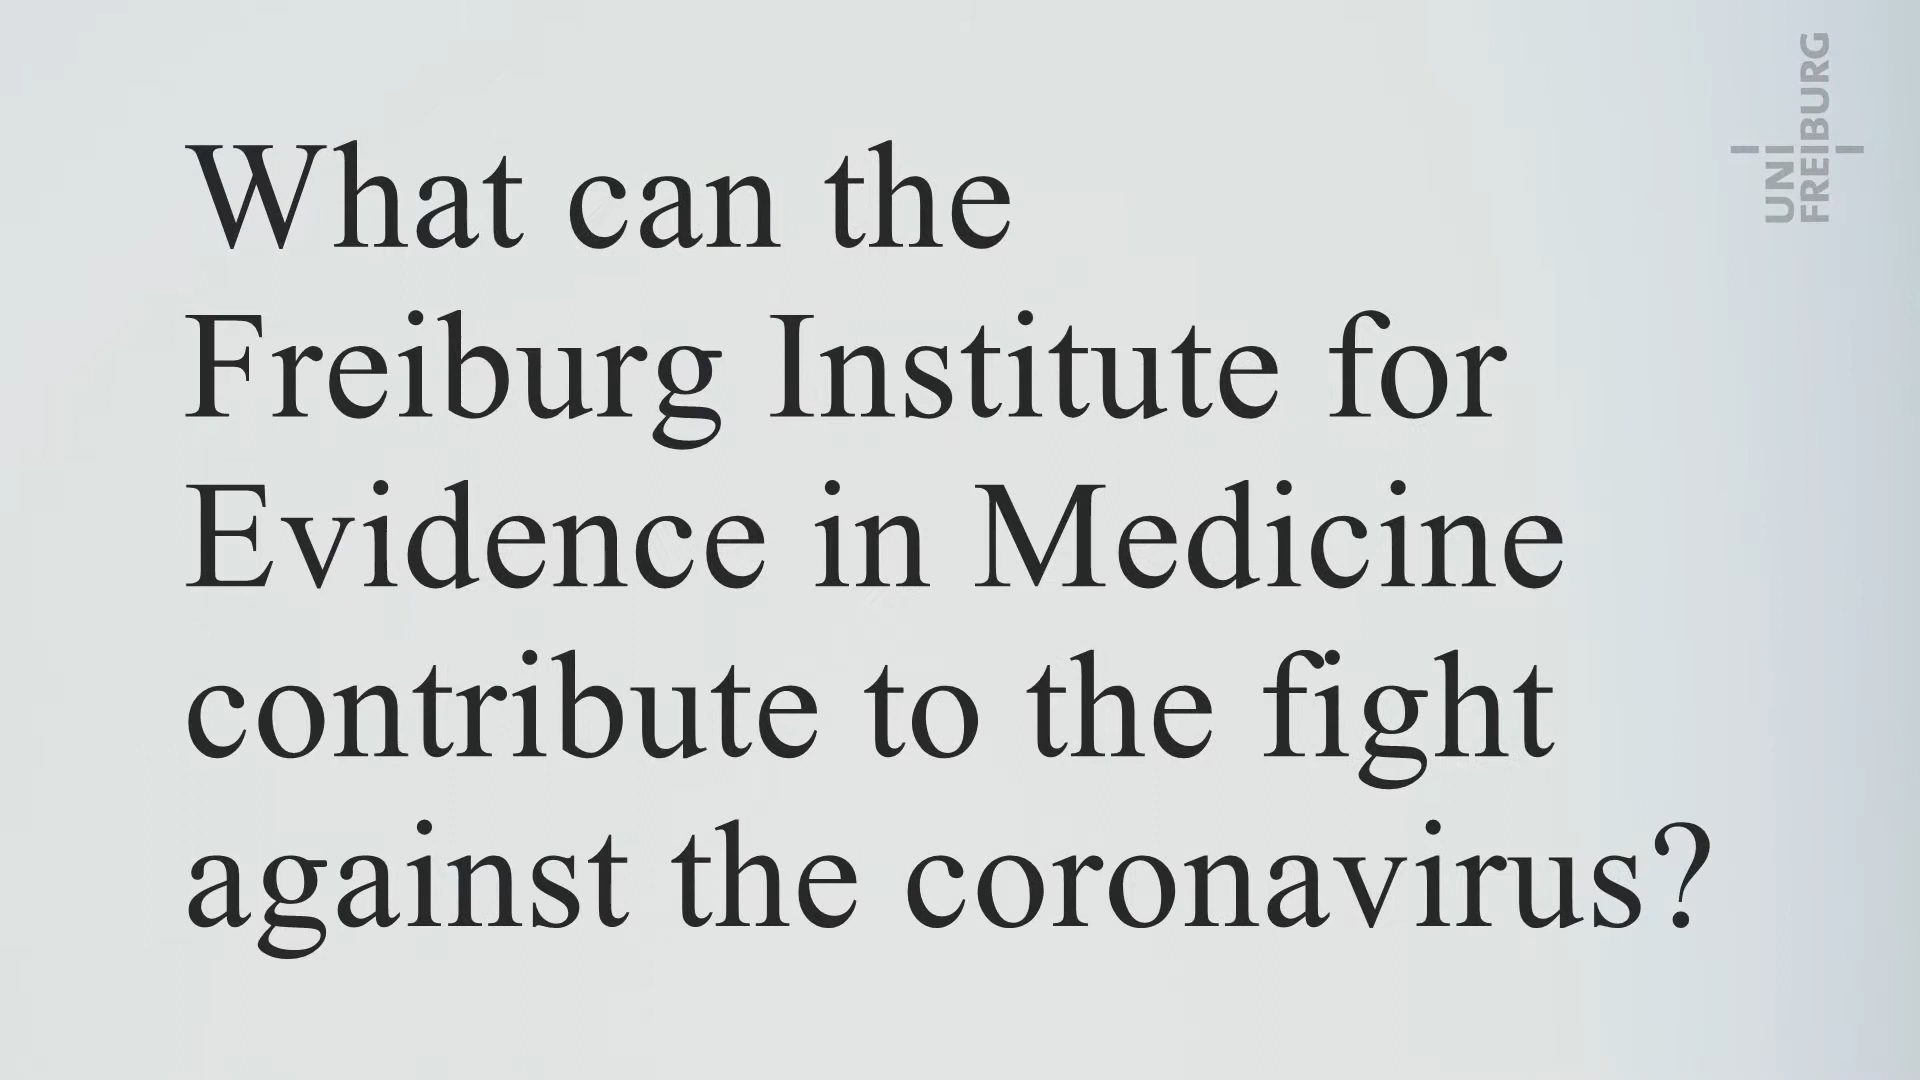 What can the
Freiburg Institute for
Evidence in Medicine
contribute to the fight
against the coronavirus?
UNI
FREIBURG